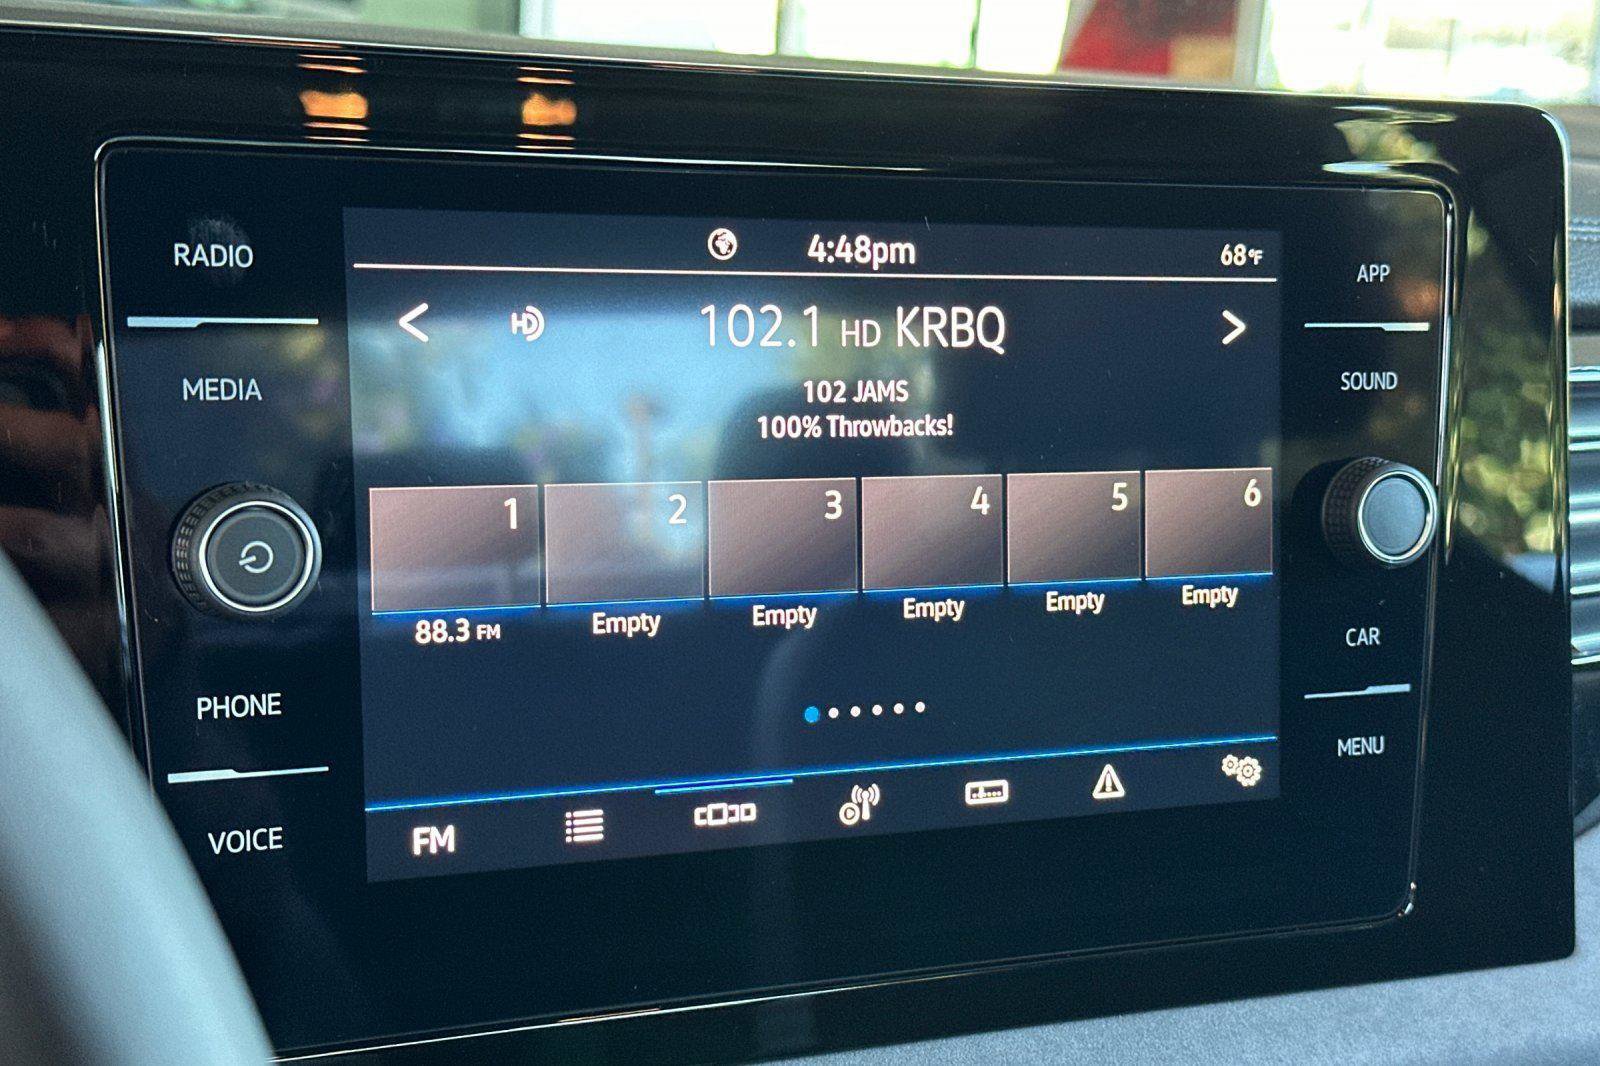 RADIO
MEDIA
PHONE
VOICE
4:48pm
68°F
HD
102.1 HD KRBQ
102 JAMS
100% Throwbacks!
1
2
3
4
5
6
88.3 FM
Empty
Empty
Empty
Empty
Empty
FM
APP
SOUND
CAR
MENU